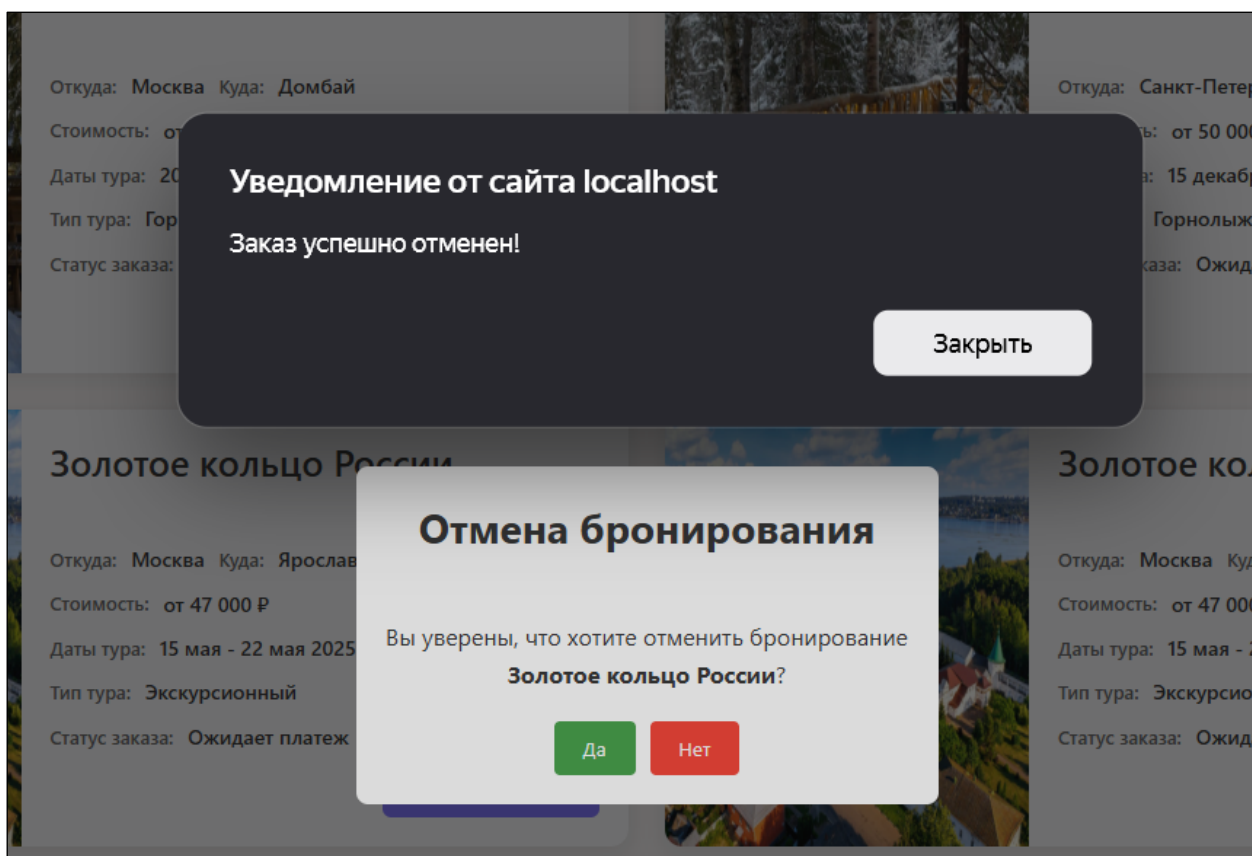 Откуда: Москва Куда: Домбай
Откуда: Санкт-Петер
Стоимость: от
от 50 000
Даты тура: 20
15 декаб
Тип тура: Гор
Горнолыж
Статус заказа:
каза: Ожид
Уведомление от сайта localhost
Заказ успешно отменен!
Закрыть
Золотое кольцо России
Золотое ко
Откуда: Москва Куда: Ярослав
Откуда: Москва Куд
Стоимость: от 47 000 ₽
Стоимость: от 47 000
Даты тура: 15 мая - 22 мая 2025
Даты тура: 15 мая -
Тип тура: Экскурсионный
Тип тура: Экскурсио
Статус заказа: Ожидает платеж
Статус заказа: Ожид
Отмена бронирования
Вы уверены, что хотите отменить бронирование
Золотое кольцо России?
Да
Нет